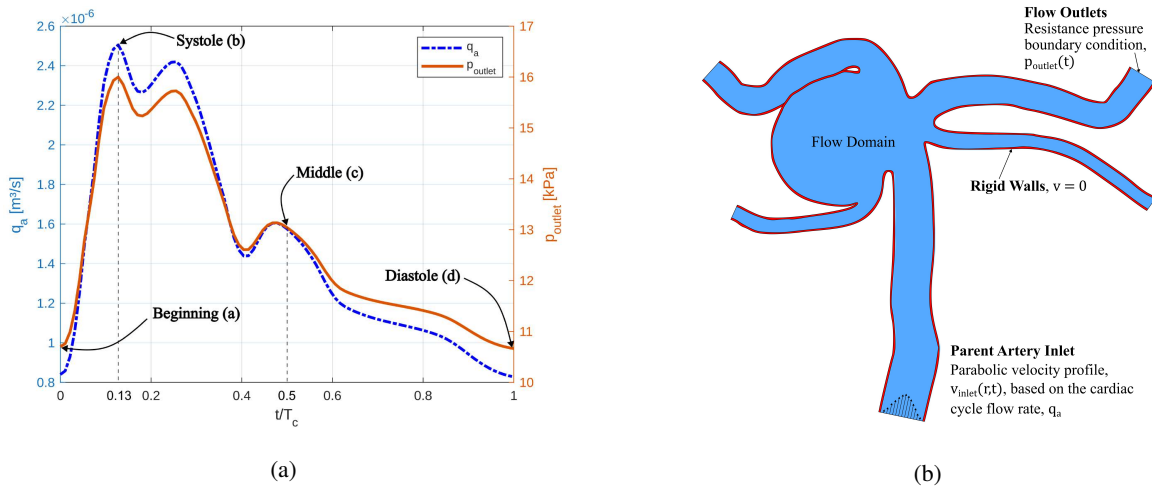 ×10⁻⁶
2.6
2.4
2.2
2
1.8
1.6
1.4
1.2
1
0.8
qₐ [m³/s]
17
16
15
14
13
12
11
10
p_outlet [kPa]
0
0.13
0.2
0.4
0.5
0.6
0.8
1
t/T_c
Systole (b)
qₐ
p_outlet
Middle (c)
Diastole (d)
Beginning (a)
(a)
Flow Outlets
Resistance pressure
boundary condition,
p_outlet(t)
Flow Domain
Rigid Walls, v = 0
Parent Artery Inlet
Parabolic velocity profile,
v_inlet(r,t), based on the cardiac
cycle flow rate, qₐ
(b)